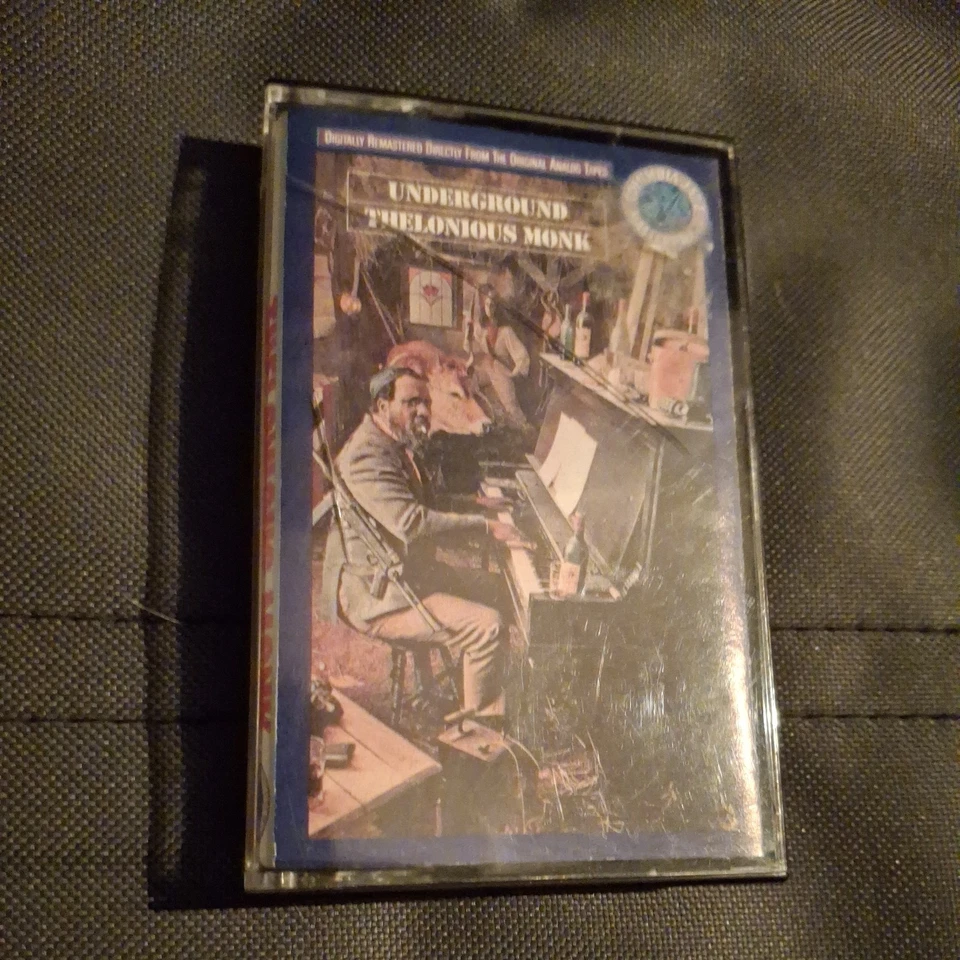 DIGITALLY REMASTERED DIRECTLY FROM THE ORIGINAL ANALOG TAPES
UNDERGROUND
THELONIOUS MONK